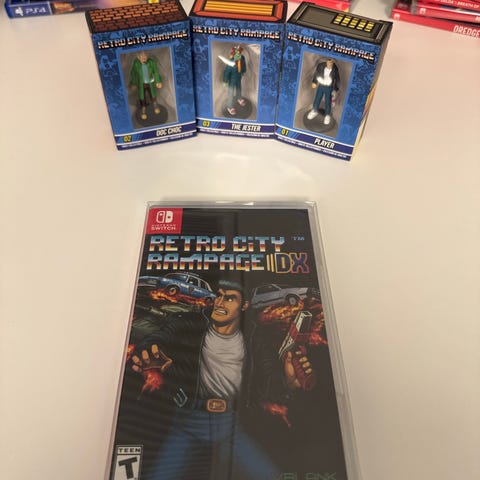 PS4
RETRO CITY RAMPAGE
02
DOC CHOC
RETRO CITY RAMPAGE
03
THE JESTER
RETRO CITY RAMPAGE
01
PLAYER
DREDGE
NINTENDO
SWITCH
RETRO CITY
RAMPAGE DX
TM
TEEN
T